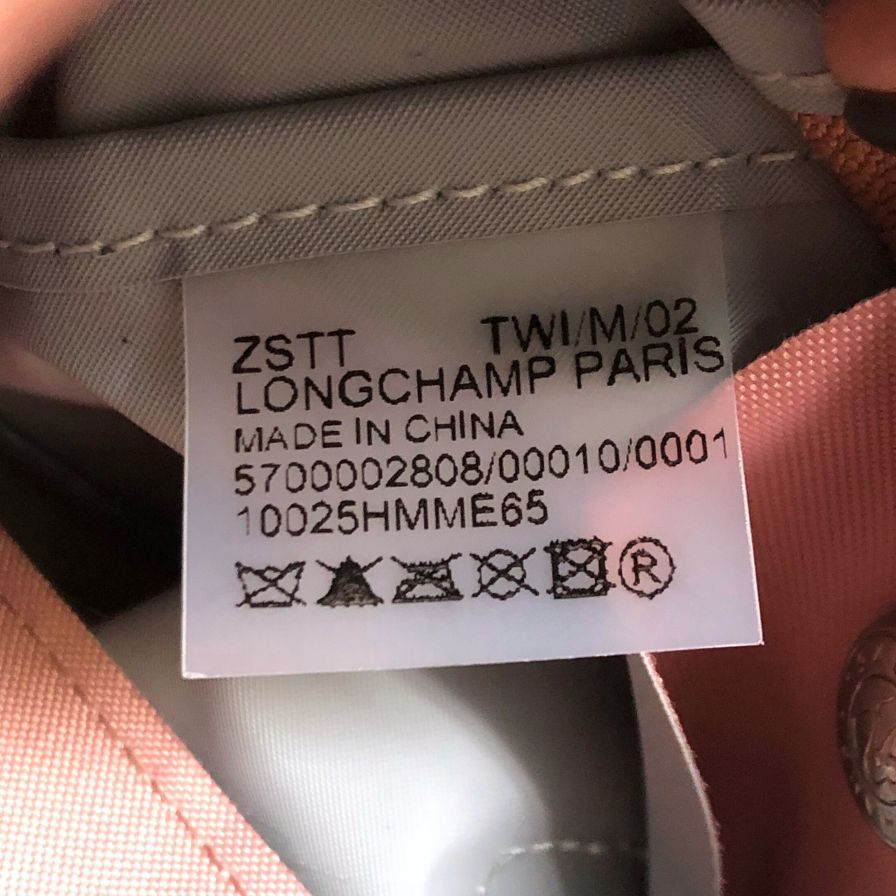 ZSTT TWI/M/02
LONGCHAMP PARIS
MADE IN CHINA
5700002808/00010/0001
10025HMME65
R